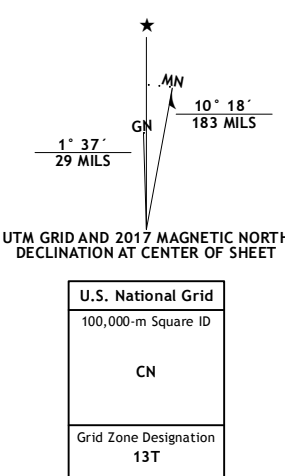 ★
MN
10° 18´
183 MILS
GN
1° 37´
29 MILS
UTM GRID AND 2017 MAGNETIC NORTH
DECLINATION AT CENTER OF SHEET
U.S. National Grid
100,000-m Square ID
CN
Grid Zone Designation
13T